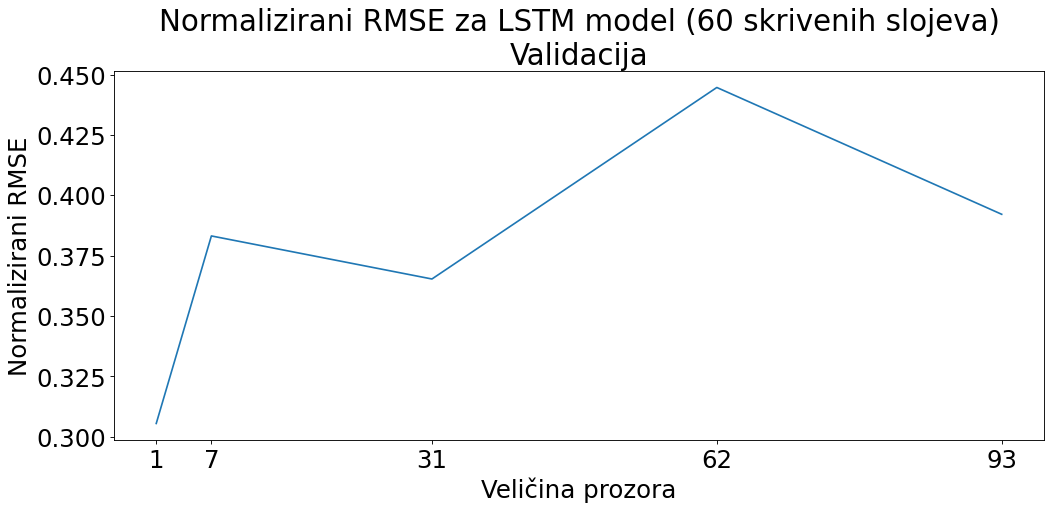 Normalizirani RMSE za LSTM model (60 skrivenih slojeva)
Validacija
0.450
0.425
0.400
0.375
0.350
0.325
0.300
Normalizirani RMSE
1 7 31 62 93
Veličina prozora